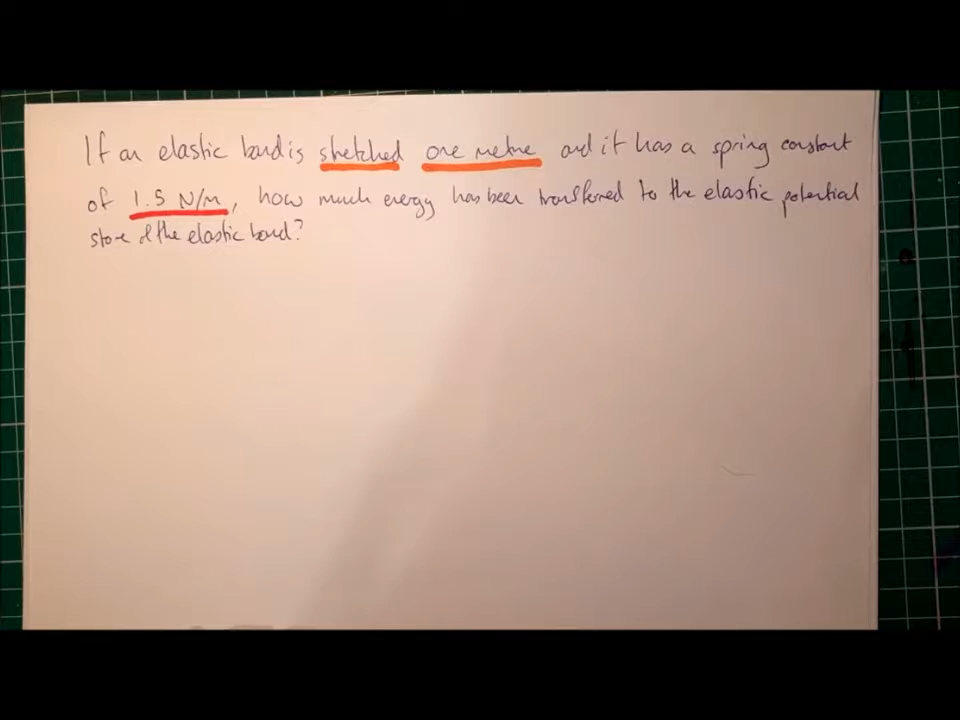 If an elastic band is stretched one metre and it has a spring constant
of 1.5 N/m, how much energy has been transferred to the elastic potential
store of the elastic band?